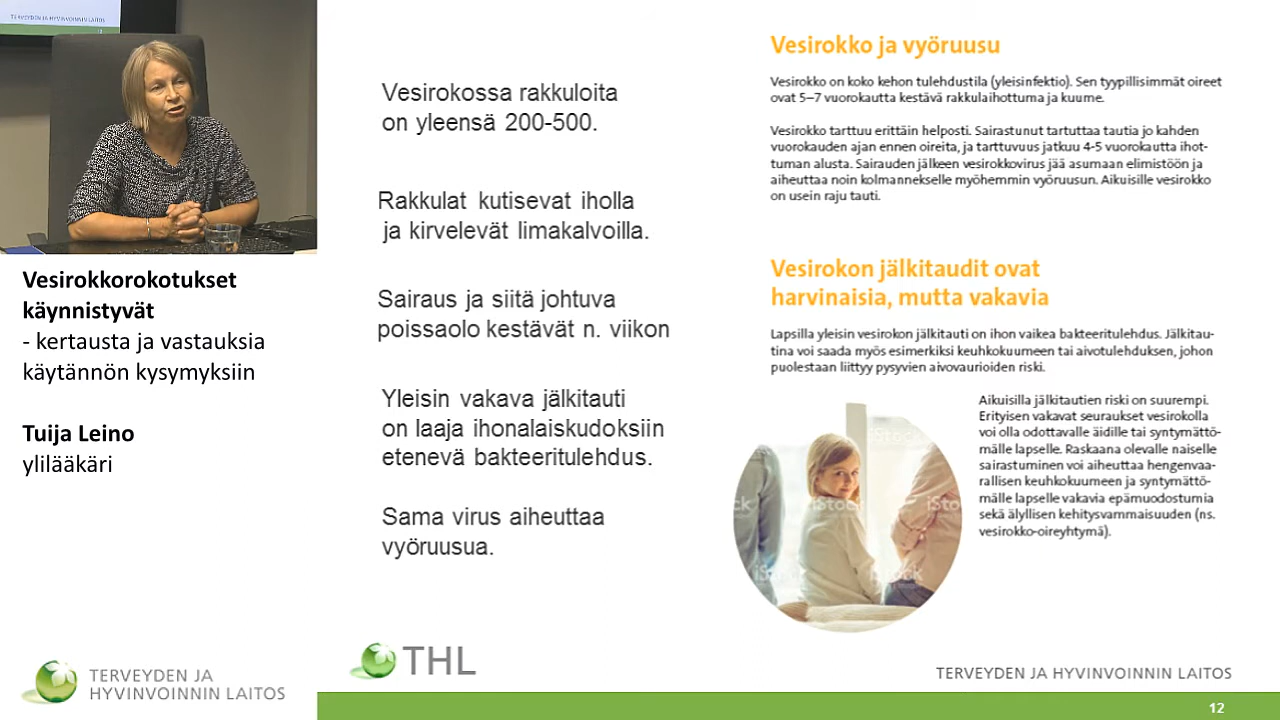 TERVEYDEN JA HYVINVOINNIN LAITOS
Vesirokkorokotukset
käynnistyvät
- kertausta ja vastauksia
käytännön kysymyksiin
Tuija Leino
ylilääkäri
TERVEYDEN JA
HYVINVOINNIN LAITOS
Vesirokossa rakkuloita
on yleensä 200-500.
Rakkulat kutisevat iholla
ja kirvelevät limakalvoilla.
Sairaus ja siitä johtuva
poissaolo kestävät n. viikon
Yleisin vakava jälkitauti
on laaja ihonalaiskudoksiin
etenevä bakteeritulehdus.
Sama virus aiheuttaa
vyöruusua.
Vesirokko ja vyöruusu
Vesirokko on koko kehon tulehdustila (yleisinfektio). Sen tyypillisimmät oireet
ovat 5–7 vuorokautta kestävä rakkulaihottuma ja kuume.
Vesirokko tarttuu erittäin helposti. Sairastunut tartuttaa tautia jo kahden
vuorokauden ajan ennen oireita, ja tarttuvuus jatkuu 4-5 vuorokautta ihot-
tuman alusta. Sairauden jälkeen vesirokkovirus jää asumaan elimistöön ja
aiheuttaa noin kolmannekselle myöhemmin vyöruusun. Aikuisille vesirokko
on usein raju tauti.
Vesirokon jälkitaudit ovat
harvinaisia, mutta vakavia
Lapsilla yleisin vesirokon jälkitauti on ihon vaikea bakteeritulehdus. Jälkitau-
tina voi saada myös esimerkiksi keuhkokuumeen tai aivotulehduksen, johon
puolestaan liittyy pysyvien aivovaurioiden riski.
Aikuisilla jälkitautien riski on suurempi.
Erityisen vakavat seuraukset vesirokolla
voi olla odottavalle äidille tai syntymättö-
mälle lapselle. Raskaana olevalle naiselle
sairastuminen voi aiheuttaa hengenvaa-
rallisen keuhkokuumeen ja syntymättö-
mälle lapselle vakavia epämuodostumia
sekä älyllisen kehitysvammaisuuden (ns.
vesirokko-oireyhtymä).
iStock
iStock
iStock
iStock
THL
TERVEYDEN JA HYVINVOINNIN LAITOS
12